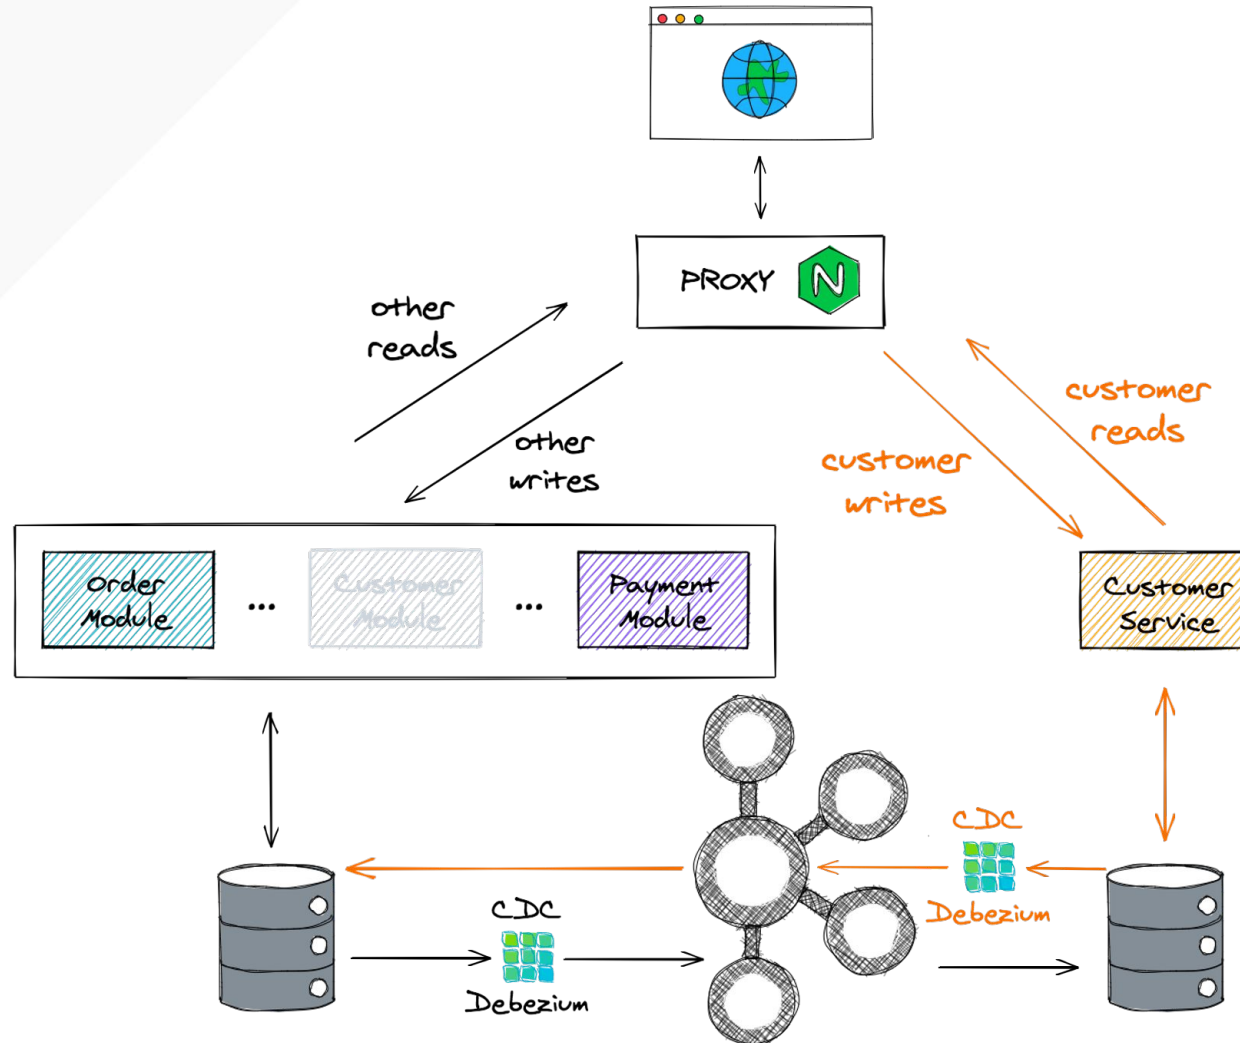 PROXY
N
other
reads
other
writes
customer
reads
customer
writes
Order
Module
...
Customer
Module
...
Payment
Module
Customer
Service
CDC
Debezium
CDC
Debezium